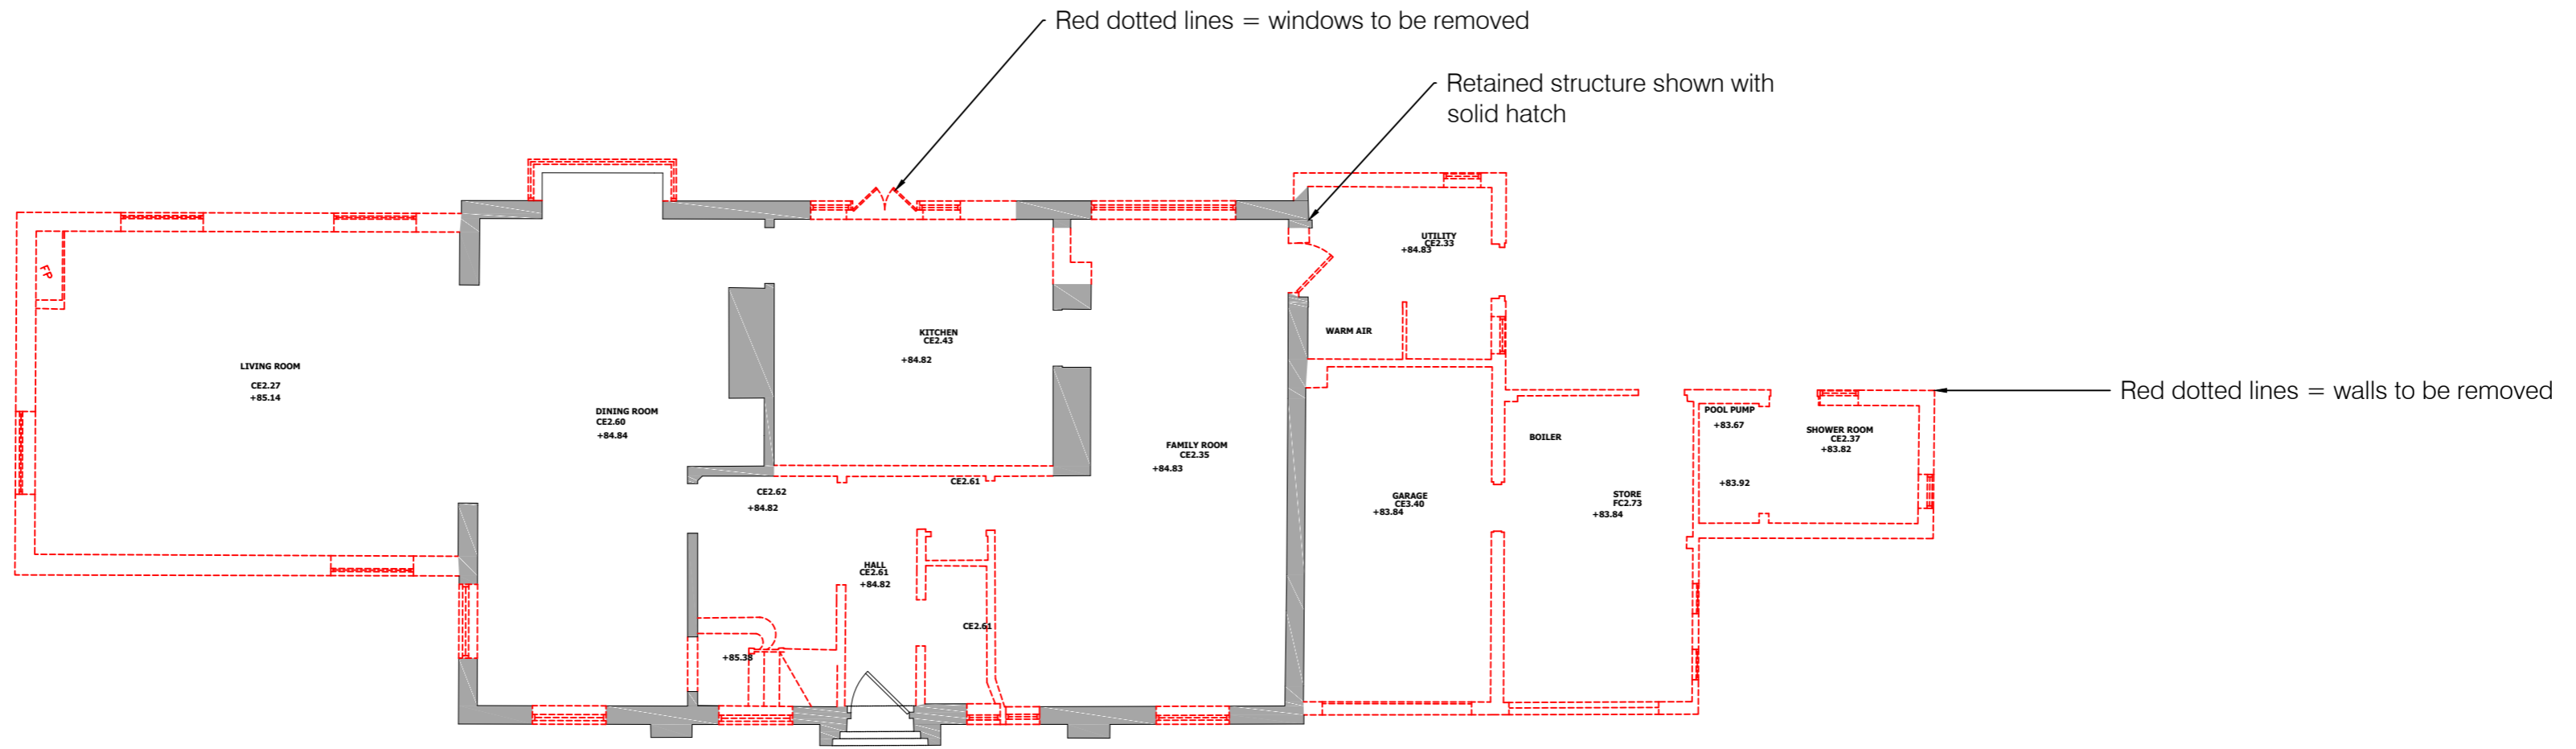 Red dotted lines = windows to be removed
Retained structure shown with
solid hatch
FP
UTILITY
CE2.33
+84.83
WARM AIR
KITCHEN
CE2.43
+84.82
LIVING ROOM
CE2.27
+85.14
Red dotted lines = walls to be removed
DINING ROOM
CE2.60
+84.84
POOL PUMP
+83.67
SHOWER ROOM
CE2.37
+83.82
BOILER
FAMILY ROOM
CE2.35
+84.83
CE2.62
+84.82
CE2.61
+83.92
GARAGE
CE3.40
+83.84
STORE
FC2.73
+83.84
HALL
CE2.61
+84.82
CE2.61
+85.38